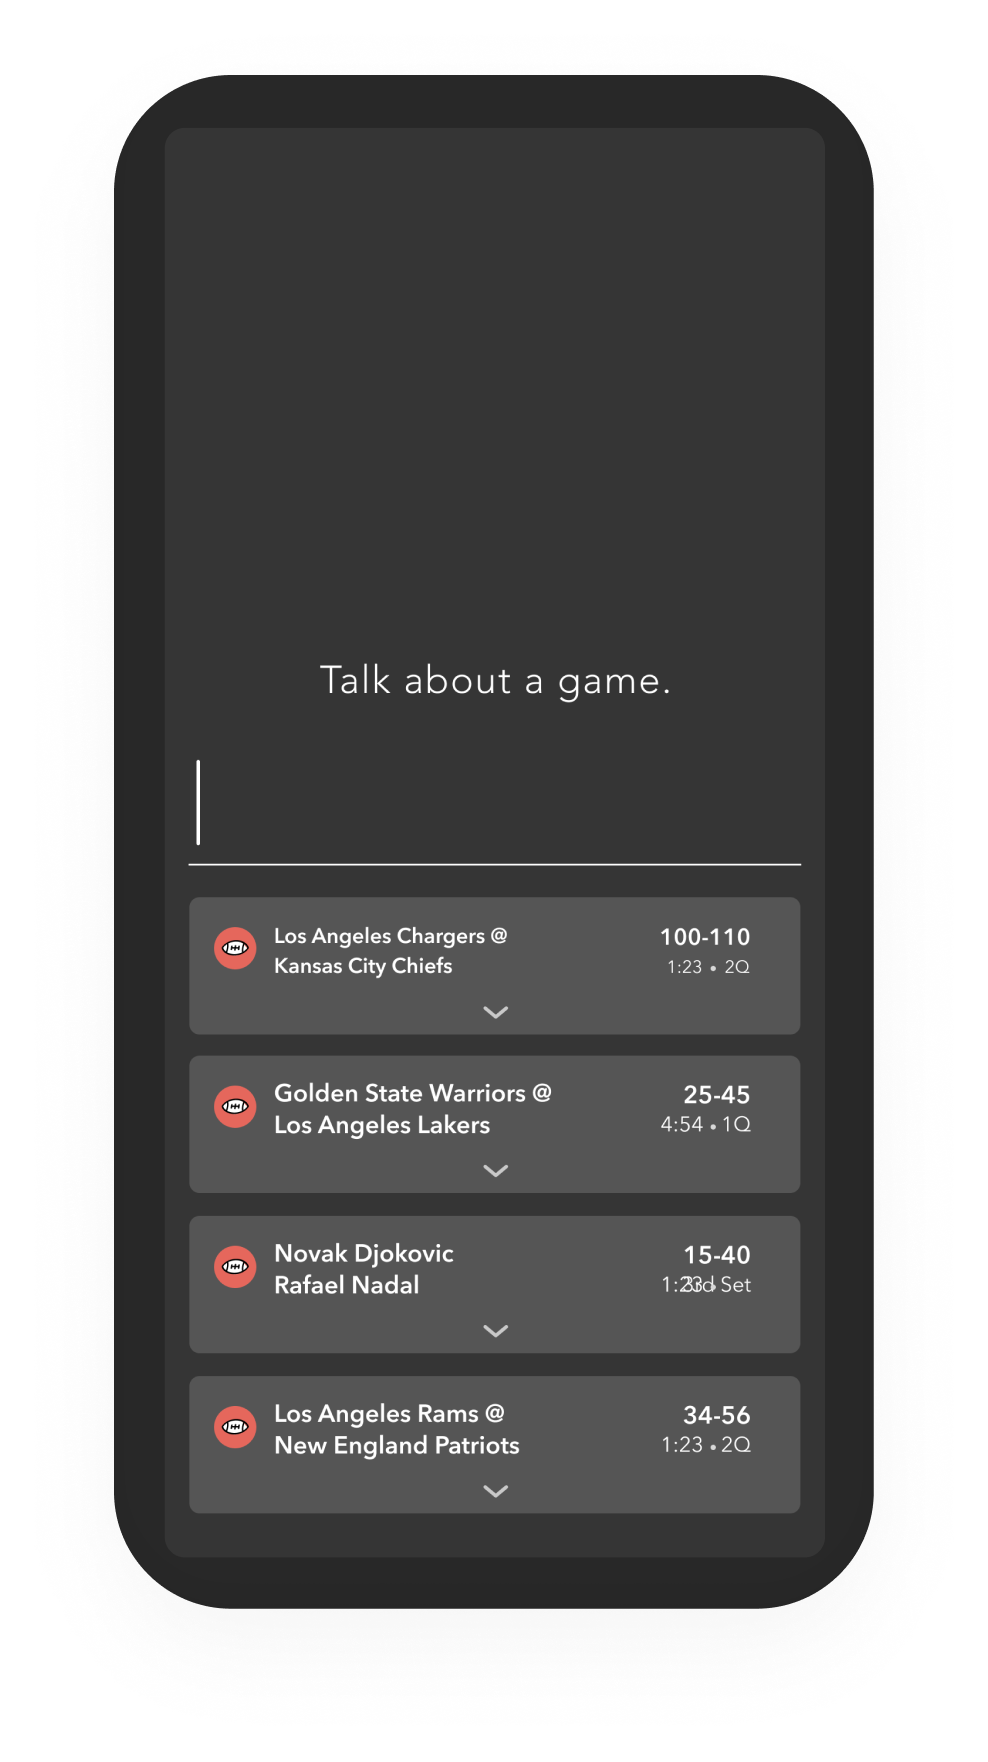 Talk about a game.
Los Angeles Chargers @
Kansas City Chiefs
100-110
1:23 • 2Q
Golden State Warriors @
Los Angeles Lakers
25-45
4:54 • 1Q
Novak Djokovic
Rafael Nadal
15-40
1:23 • 3rd Set
Los Angeles Rams @
New England Patriots
34-56
1:23 • 2Q